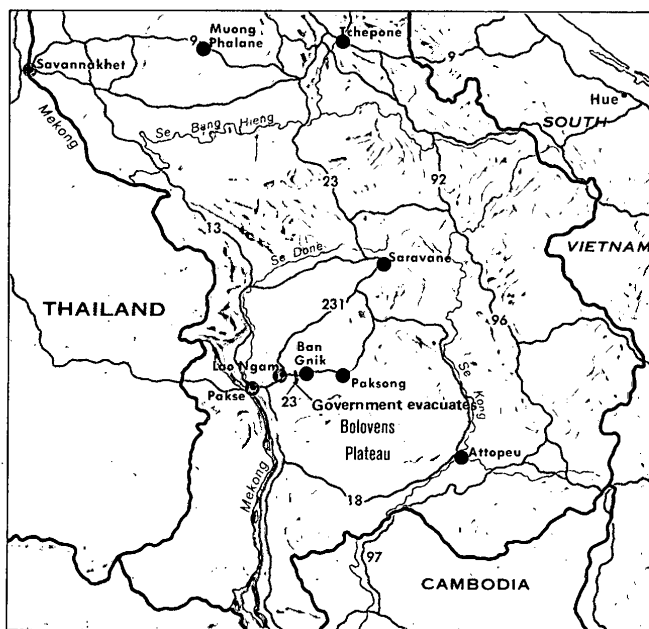 Muong
Phalane
Tchepone
9
9
Savannakhet
Hue
Mekong
Se Bang Hieng
SOUTH
23
92
13
VIETNAM
Se Done
Saravane
THAILAND
231
96
Ban
Gnik
Lao Ngam
Se Kong
Pakse
23
Paksong
Government evacuates
Bolovens
Plateau
Attopeu
Mekong
18
97
CAMBODIA